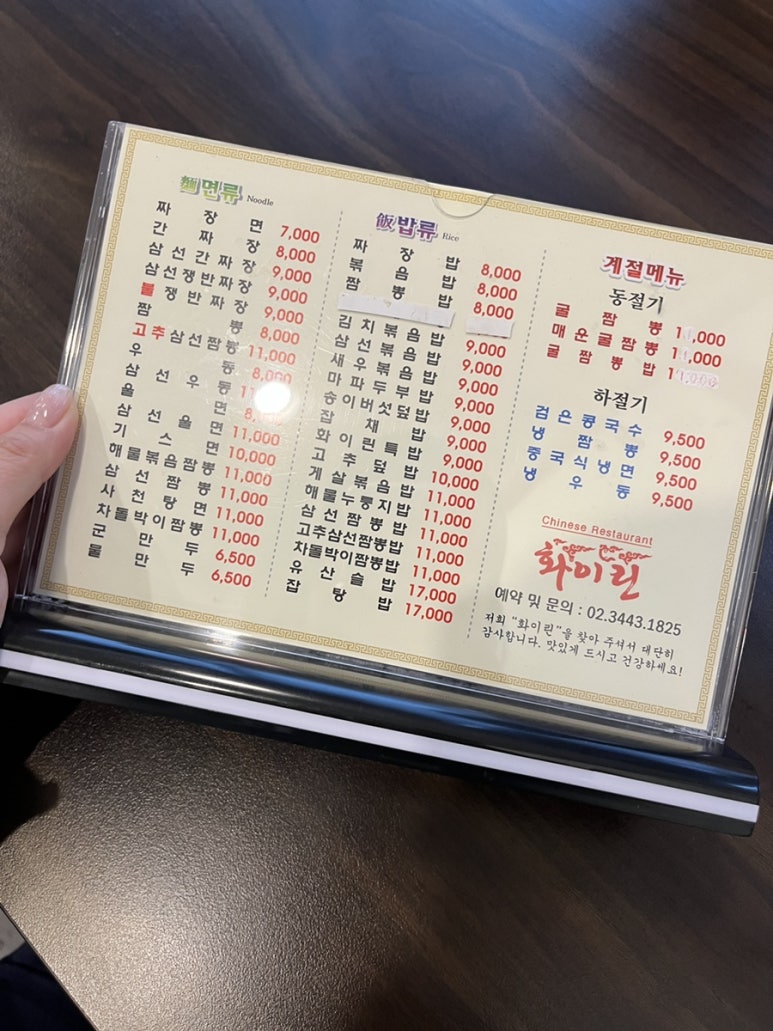 麵 면류 Noodle
짜장면 7,000
간짜장 8,000
삼선간짜장 9,000
삼선쟁반짜장 9,000
불쟁반짜장 9,000
짬뽕 8,000
고추삼선짬뽕 11,000
우동 8,000
삼선우동
울면
삼선울면 11,000
기스면 10,000
해물볶음짬뽕 11,000
삼선짬뽕 11,000
사천탕면 11,000
차돌박이짬뽕 11,000
군만두 6,500
물만두 6,500
飯 밥류 Rice
짜장밥 8,000
볶음밥 8,000
짬뽕밥 8,000
김치볶음밥 9,000
삼선볶음밥 9,000
새우볶음밥 9,000
마파두부덮밥 9,000
송이버섯덮밥 9,000
잡채밥 9,000
화이린특밥 10,000
고추덮밥 11,000
게살볶음밥 11,000
해물누룽지밥 11,000
삼선짬뽕밥 11,000
고추삼선짬뽕밥 11,000
차돌박이짬뽕밥 11,000
유산슬밥 17,000
잡탕밥 17,000
계절메뉴
동절기
굴짬뽕 11,000
매운굴짬뽕 11,000
굴짬뽕밥 11,000
하절기
검은콩국수 9,500
냉짬뽕 9,500
중국식냉면 9,500
냉우동 9,500
Chinese Restaurant
화이린
예약 및 문의 : 02.3443.1825
저희 "화이린"을 찾아 주셔서 대단히
감사합니다. 맛있게 드시고 건강하세요!